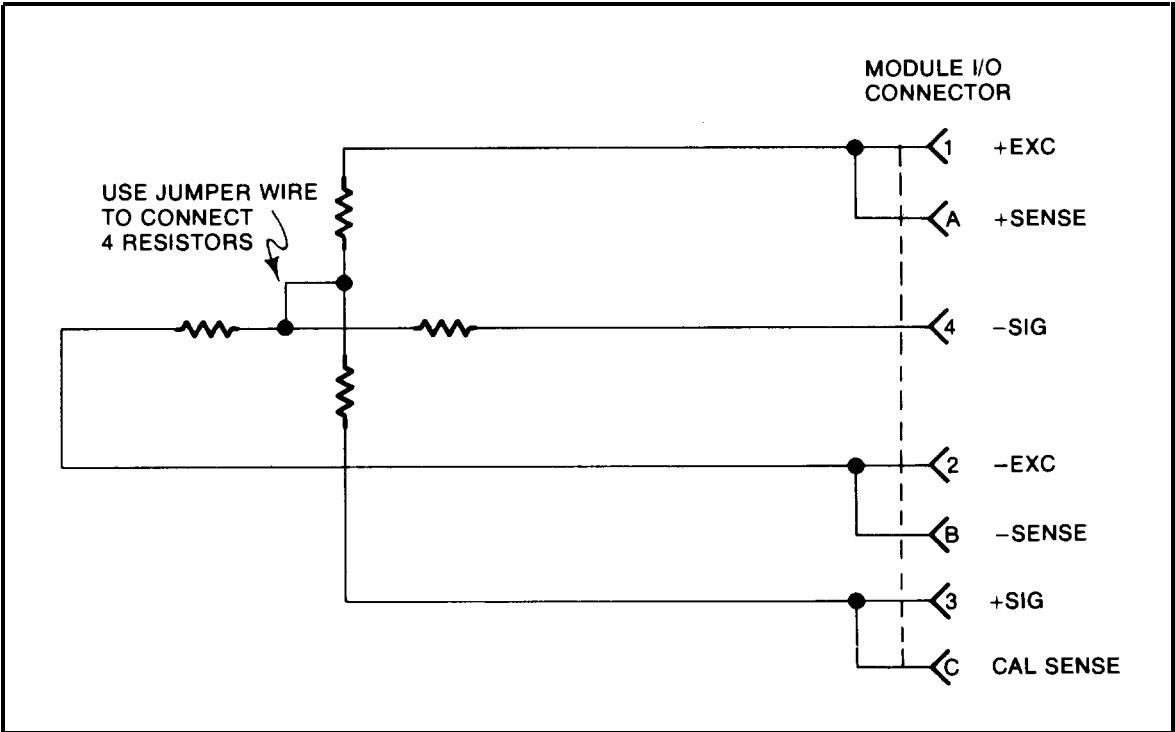 MODULE I/O
CONNECTOR
1 +EXC
USE JUMPER WIRE
TO CONNECT
4 RESISTORS
A +SENSE
4 −SIG
2 −EXC
B −SENSE
3 +SIG
C CAL SENSE